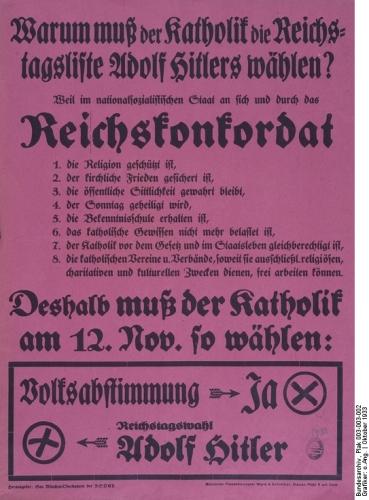 Warum muß der Katholik die Reichs-
tagsliste Adolf Hitlers wählen?
Weil im nationalsozialistischen Staat an sich und durch das
Reichskonkordat
1. die Religion geschützt ist,
2. der kirchliche Frieden gesichert ist,
3. die öffentliche Sittlichkeit gewahrt bleibt,
4. der Sonntag geheiligt wird,
5. die Bekenntnisschule erhalten ist,
6. das katholische Gewissen nicht mehr belastet ist,
7. der Katholik vor dem Gesetz und im Staatsleben gleichberechtigt ist,
8. die katholischen Vereine u. Verbände, soweit sie ausschließl. religiösen,
charitativen und kulturellen Zwecken dienen, frei arbeiten können.
Deshalb muß der Katholik
am 12. Nov. so wählen:
Volksabstimmung Ja
Reichstagswahl
Adolf Hitler
Bundesarchiv, Plak 003-003-002
Grafiker: o.Ang. | Oktober 1933